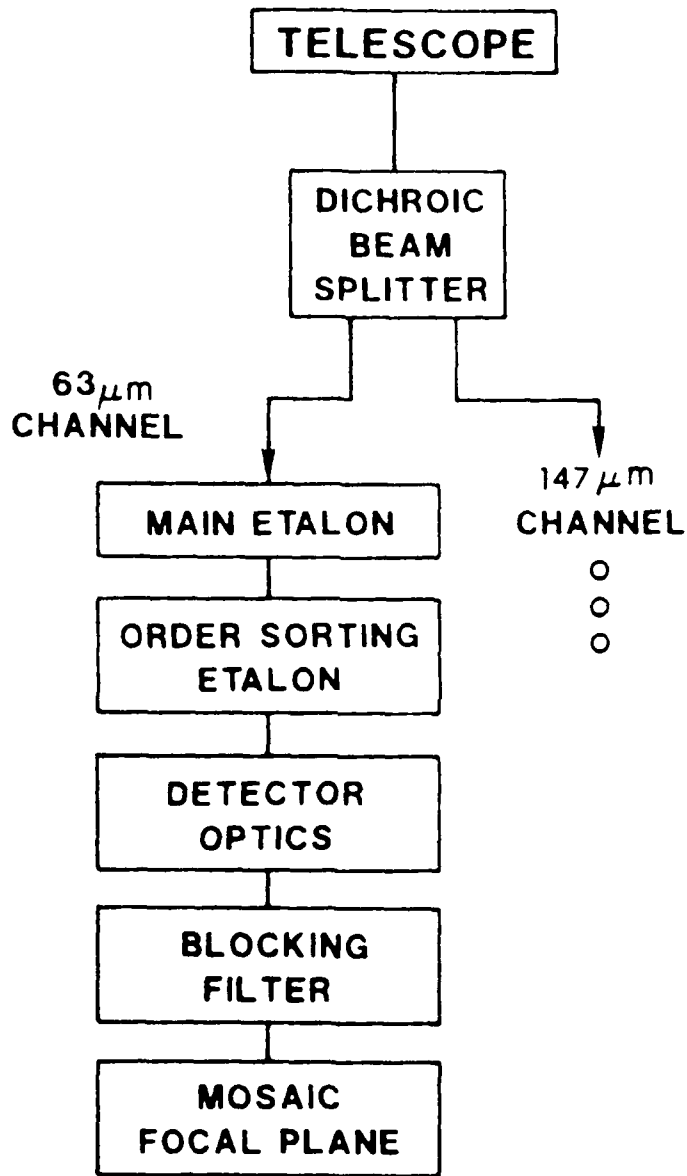 TELESCOPE
DICHROIC
BEAM
SPLITTER
63μm
CHANNEL
147μm
CHANNEL
MAIN ETALON
ORDER SORTING
ETALON
DETECTOR
OPTICS
BLOCKING
FILTER
MOSAIC
FOCAL PLANE